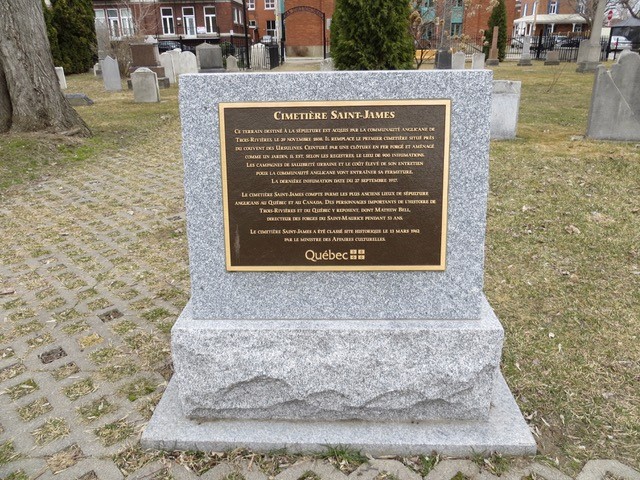 CIMETIÈRE SAINT-JAMES
CE TERRAIN DESTINÉ À LA SÉPULTURE EST ACQUIS PAR LA COMMUNAUTÉ ANGLICANE DE
TROIS-RIVIÈRES, LE 29 NOVEMBRE 1808. IL REMPLACE LE PREMIER CIMETIÈRE SITUÉ PRÈS
DU COUVENT DES URSULINES. CEINTURÉ PAR UNE CLÔTURE EN FER FORGÉ ET AMÉNAGÉ
COMME UN JARDIN, IL EST, SELON LES REGISTRES, LE LIEU DE 900 INHUMATIONS.
LES CAMPAGNES DE SALUBRITÉ URBAINE ET LE COÛT ÉLEVÉ DE SON ENTRETIEN
POUR LA COMMUNAUTÉ ANGLICANE VONT ENTRAÎNER SA FERMETURE.
LA DERNIÈRE INHUMATION DATE DU 27 SEPTEMBRE 1917.
LE CIMETIÈRE SAINT-JAMES COMPTE PARMI LES PLUS ANCIENS LIEUX DE SÉPULTURE
ANGLICANS AU QUÉBEC ET AU CANADA. DES PERSONNAGES IMPORTANTS DE L'HISTOIRE DE
TROIS-RIVIÈRES ET DU QUÉBEC Y REPOSENT, DONT MATHEW BELL,
DIRECTEUR DES FORGES DU SAINT-MAURICE PENDANT 53 ANS.
LE CIMETIÈRE SAINT-JAMES A ÉTÉ CLASSÉ SITE HISTORIQUE LE 13 MARS 1962,
PAR LE MINISTRE DES AFFAIRES CULTURELLES.
Québec